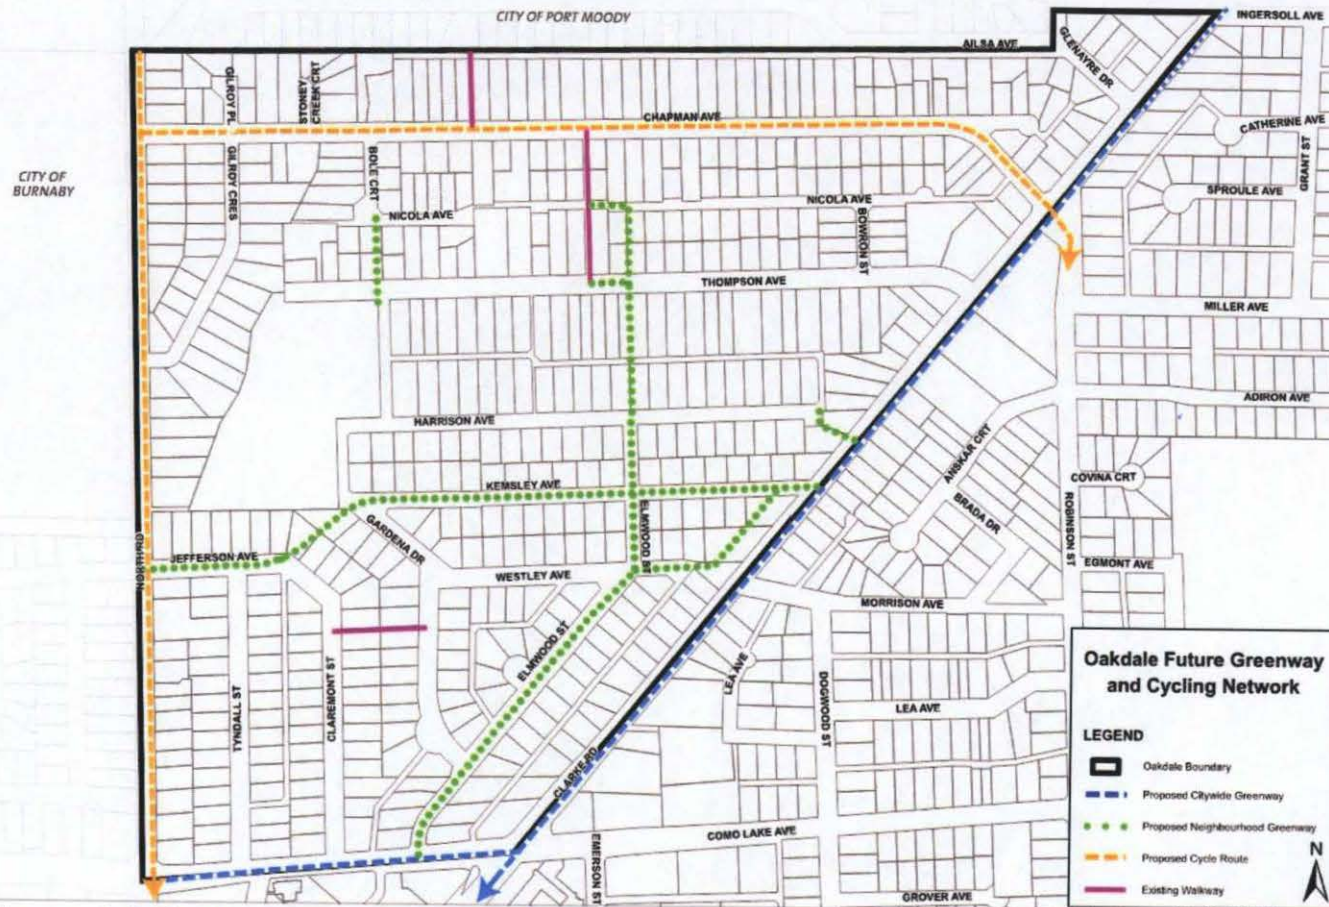 CITY OF PORT MOODY
INGERSOLL AVE
AILSA AVE
GLENAYRE DR
GILROY PL
STONEY
CREEK CRT
CHAPMAN AVE
CATHERINE AVE
GRANT ST
CITY OF
BURNABY
GILROY CRES
BOLE CRT
SPROULE AVE
NICOLA AVE
NICOLA AVE
BOWRON ST
THOMPSON AVE
MILLER AVE
ADIRON AVE
HARRISON AVE
ANSKAR CRT
COVINA CRT
KEMSLEY AVE
BRADA DR
ROBINSON ST
ELMWOOD ST
GARDENA DR
NORTH RD
JEFFERSON AVE
WESTLEY AVE
EGMONT AVE
MORRISON AVE
ELMWOOD ST
LEA AVE
DOGWOOD ST
TYNDALL ST
CLAREMONT ST
LEA AVE
CLARKE RD
COMO LAKE AVE
EMERSON ST
GROVER AVE
Oakdale Future Greenway
and Cycling Network
LEGEND
Oakdale Boundary
Proposed Citywide Greenway
Proposed Neighbourhood Greenway
Proposed Cycle Route
Existing Walkway
N